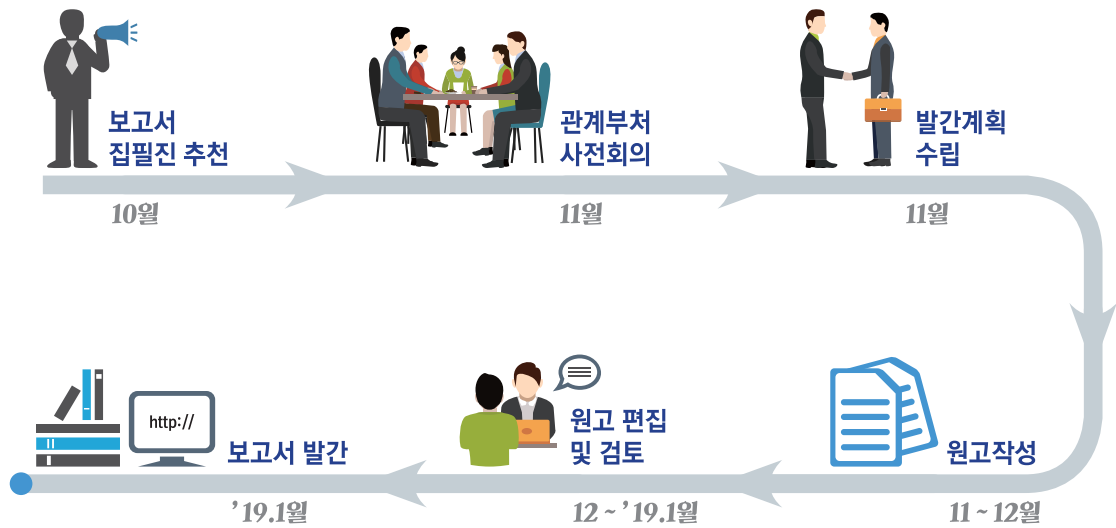 보고서
집필진 추천
10월
관계부처
사전회의
11월
발간계획
수립
11월
원고작성
11 ~ 12월
원고 편집
및 검토
12 ~ ’19.1월
http://
보고서 발간
’19.1월